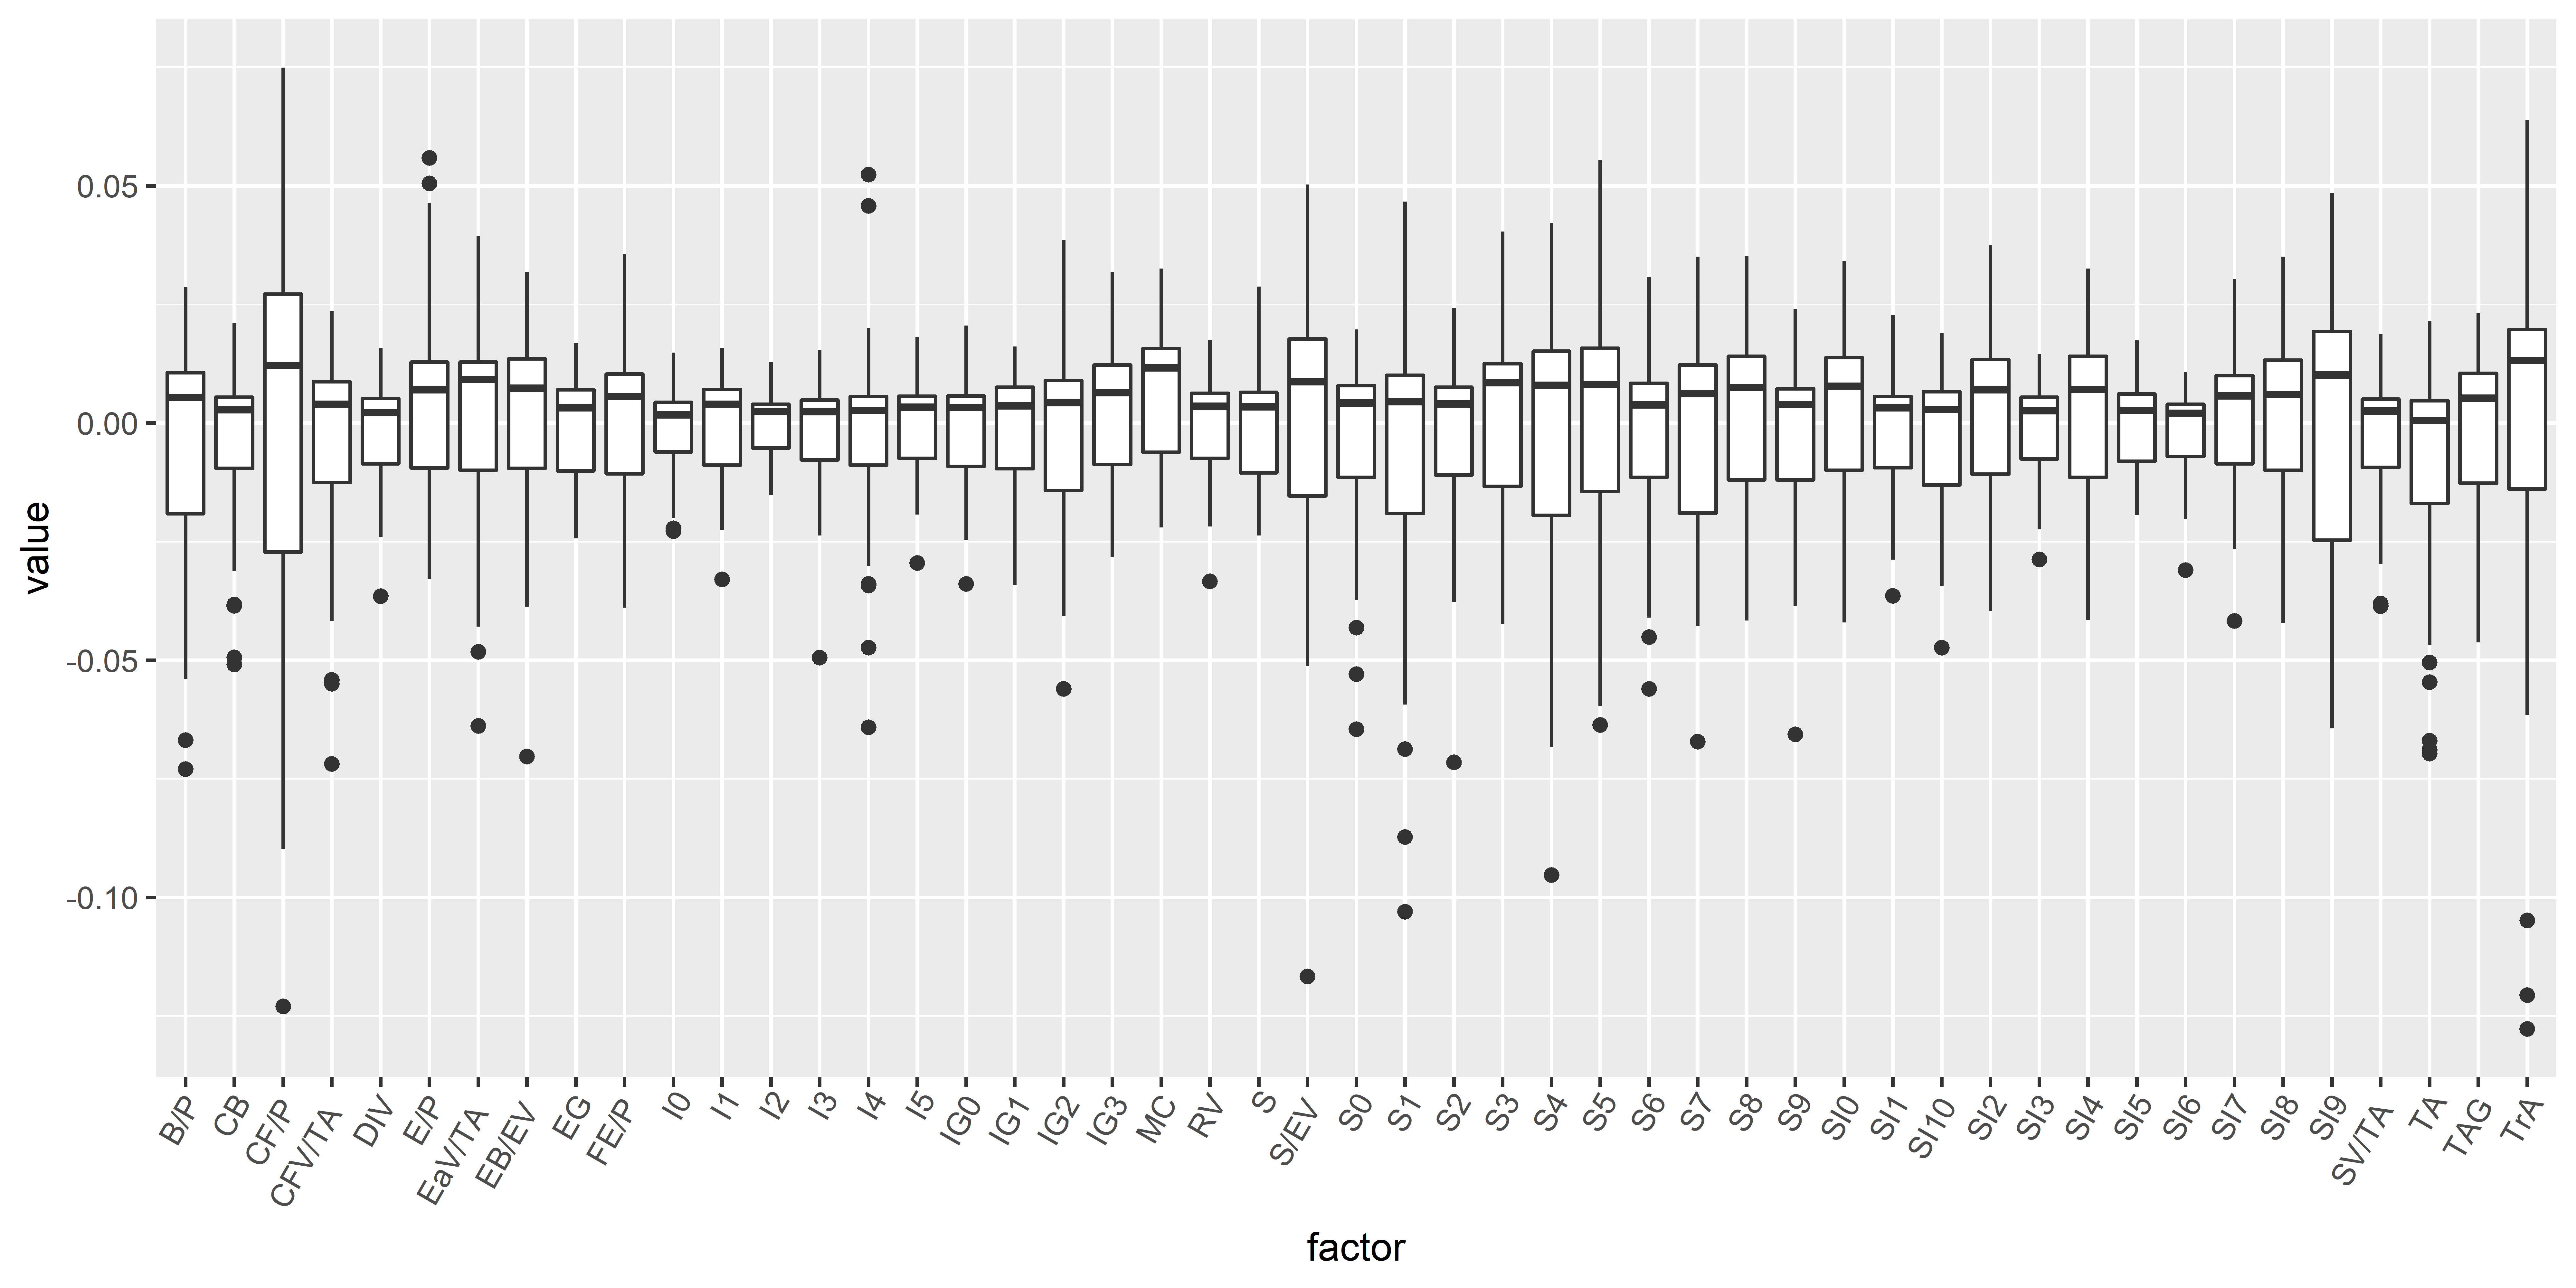 value
0.05
0.00
-0.05
-0.10
B/P CB CF/P CFV/TA DIV E/P EaV/TA EB/EV EG FE/P I0 I1 I2 I3 I4 I5 IG0 IG1 IG2 IG3 MC RV S S/EV S0 S1 S2 S3 S4 S5 S6 S7 S8 S9 SI0 SI1 SI10 SI2 SI3 SI4 SI5 SI6 SI7 SI8 SI9 SV/TA TA TAG TrA
factor